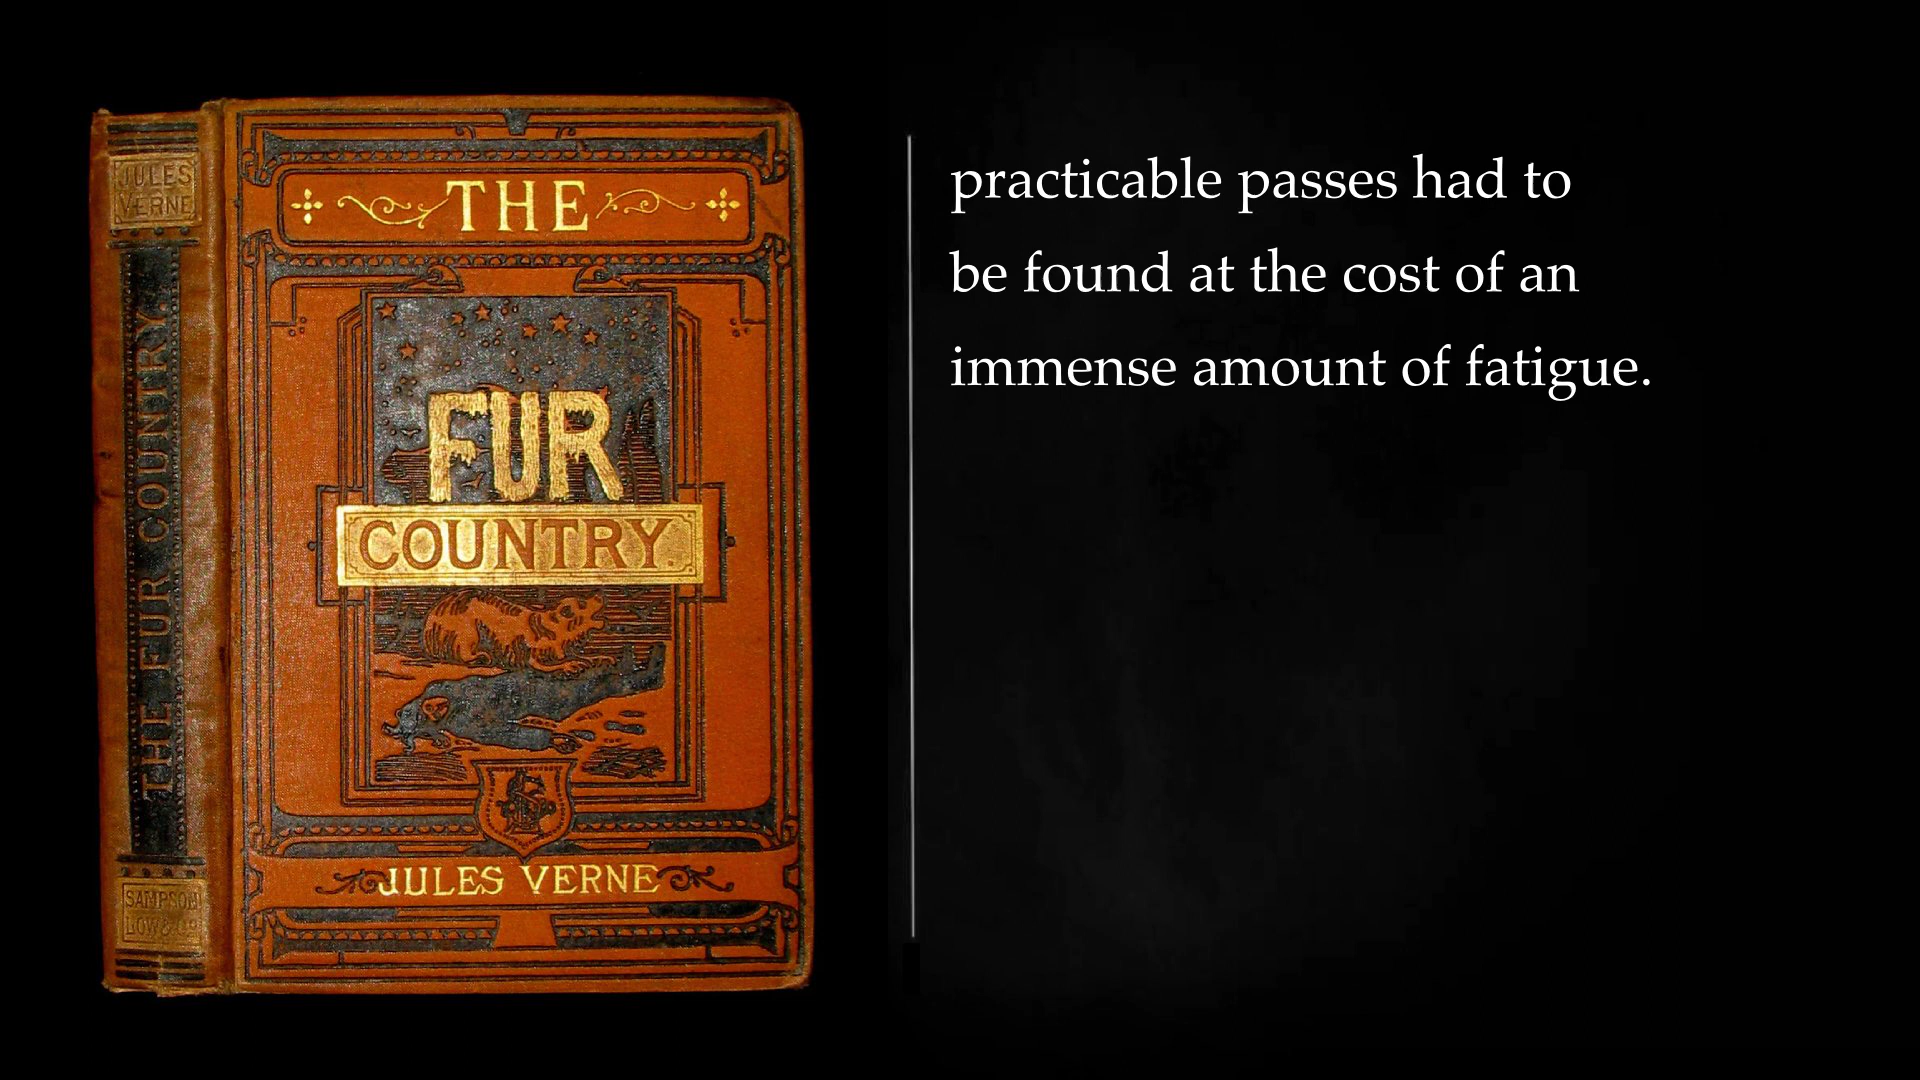 JULES
VERNE
THE FUR COUNTRY.
SAMPSON
LOW & Co
THE
FUR
COUNTRY.
JULES VERNE
practicable passes had to
be found at the cost of an
immense amount of fatigue.